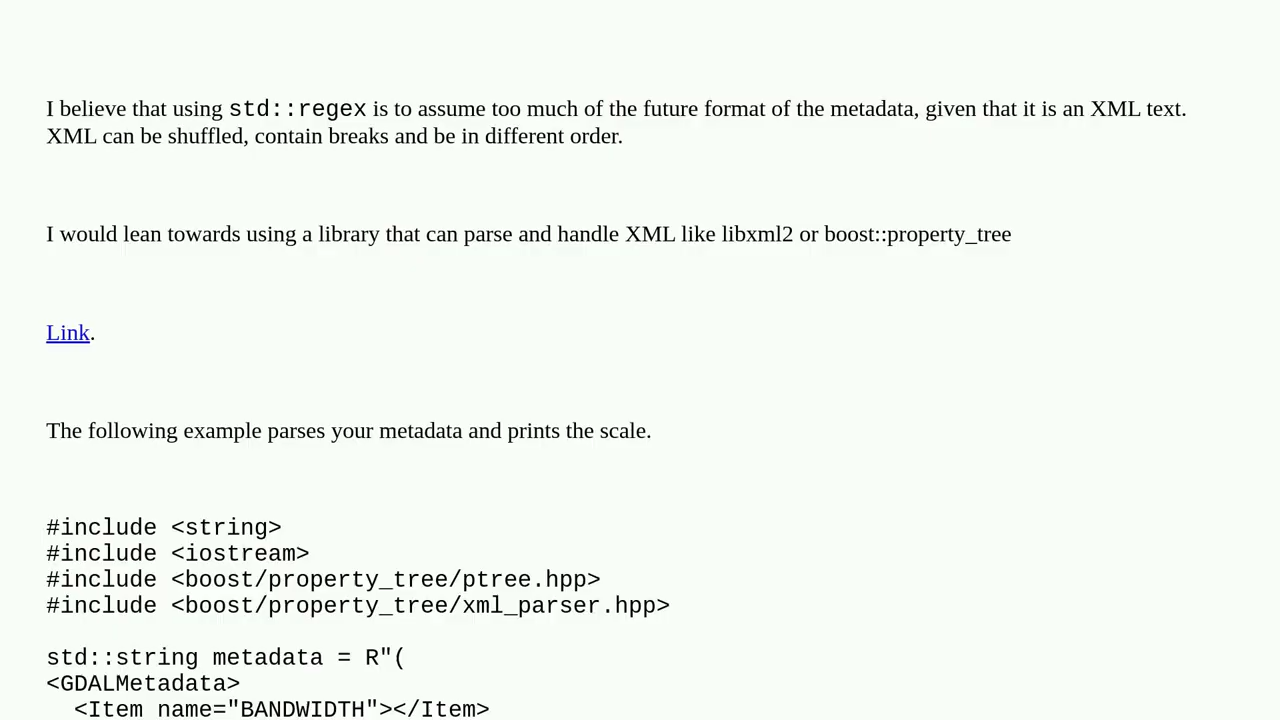 I believe that using std::regex is to assume too much of the future format of the metadata, given that it is an XML text.
XML can be shuffled, contain breaks and be in different order.
I would lean towards using a library that can parse and handle XML like libxml2 or boost::property_tree
Link.
The following example parses your metadata and prints the scale.
#include <string>
#include <iostream>
#include <boost/property_tree/ptree.hpp>
#include <boost/property_tree/xml_parser.hpp>
std::string metadata = R"(
<GDALMetadata>
  <Item name="BANDWIDTH"></Item>